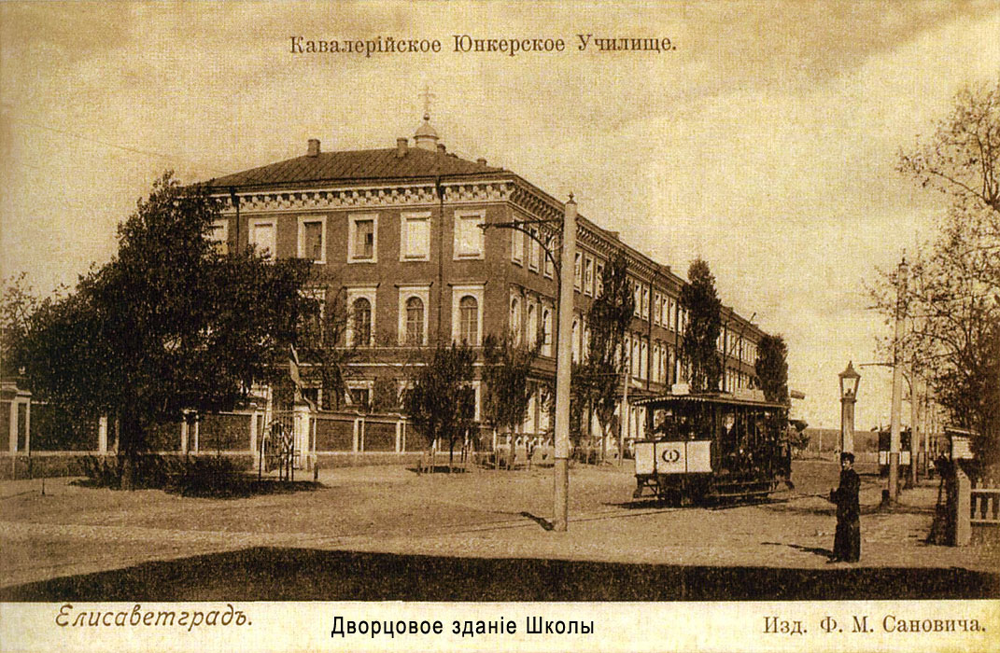 Кавалерійское Юнкерское Училище.
Елисаветградъ.
Дворцовое зданіе Школы
Изд. Ф. М. Сановича.